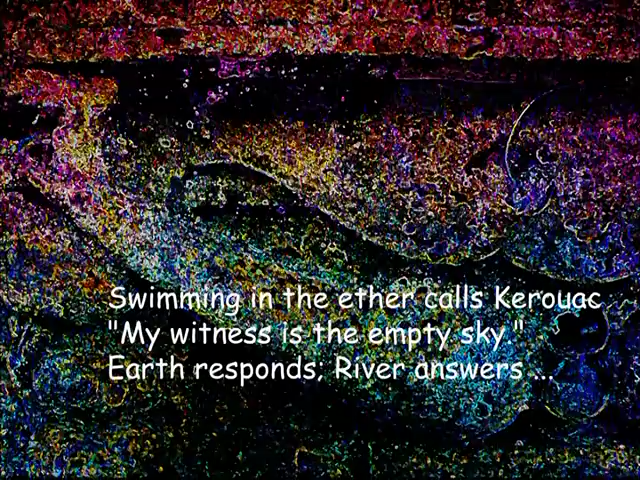 Swimming in the ether calls Kerouac
"My witness is the empty sky."
Earth responds; River answers ...